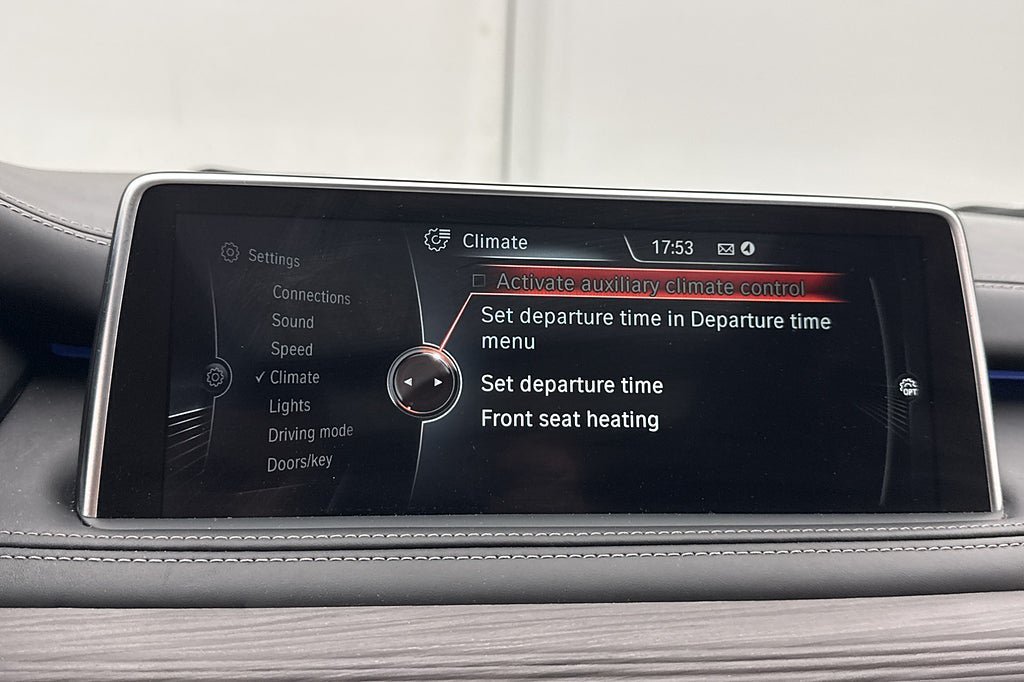 Settings
Connections
Sound
Speed
Climate
Lights
Driving mode
Doors/key
Climate
17:53
Activate auxiliary climate control
Set departure time in Departure time
menu
Set departure time
Front seat heating
OPT